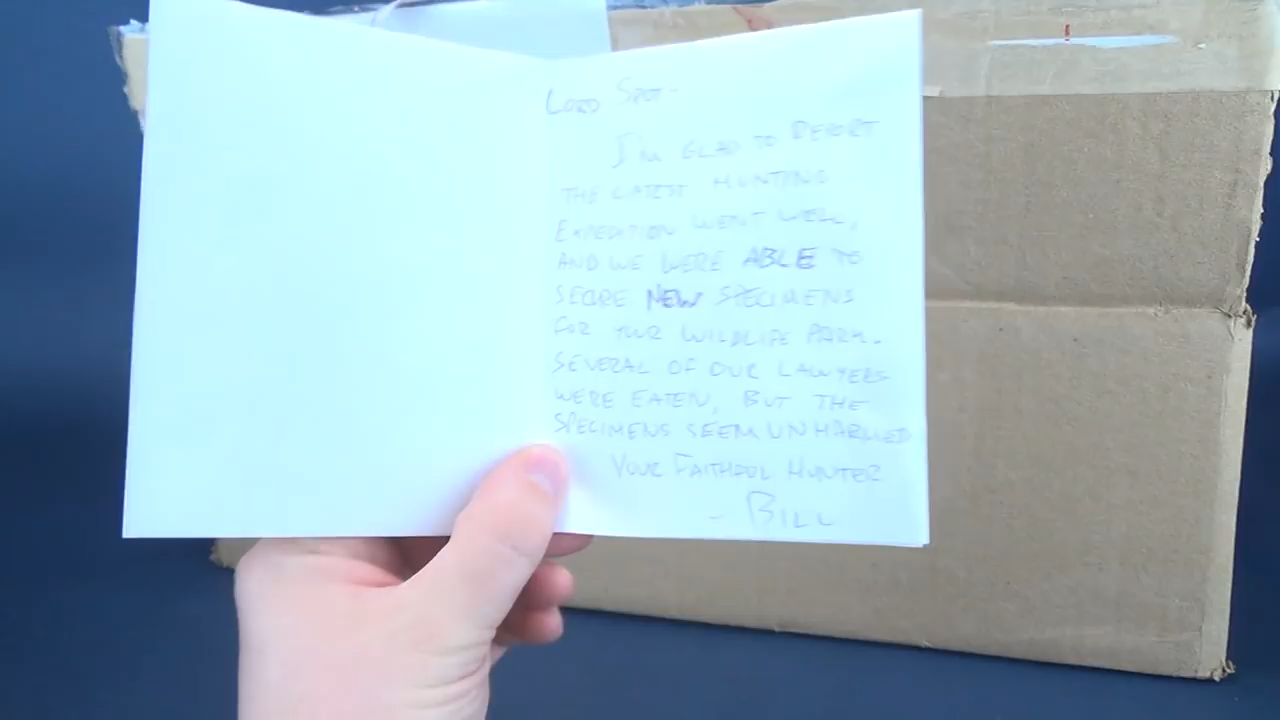 LORD SPOT-
I'M GLAD TO REPORT
THE LATEST HUNTING
EXPEDITION WENT WELL,
AND WE WERE ABLE TO
SECURE NEW SPECIMENS
FOR YOUR WILDLIFE PARK.
SEVERAL OF OUR LAWYERS
WERE EATEN, BUT THE
SPECIMENS SEEM UNHARMED
YOUR FAITHFUL HUNTER
- BILL